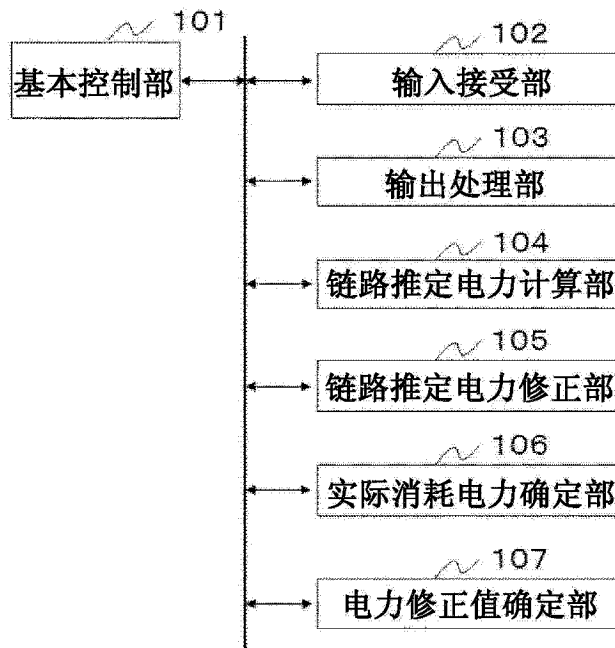 101
基本控制部
102
输入接受部
103
输出处理部
104
链路推定电力计算部
105
链路推定电力修正部
106
实际消耗电力确定部
107
电力修正值确定部